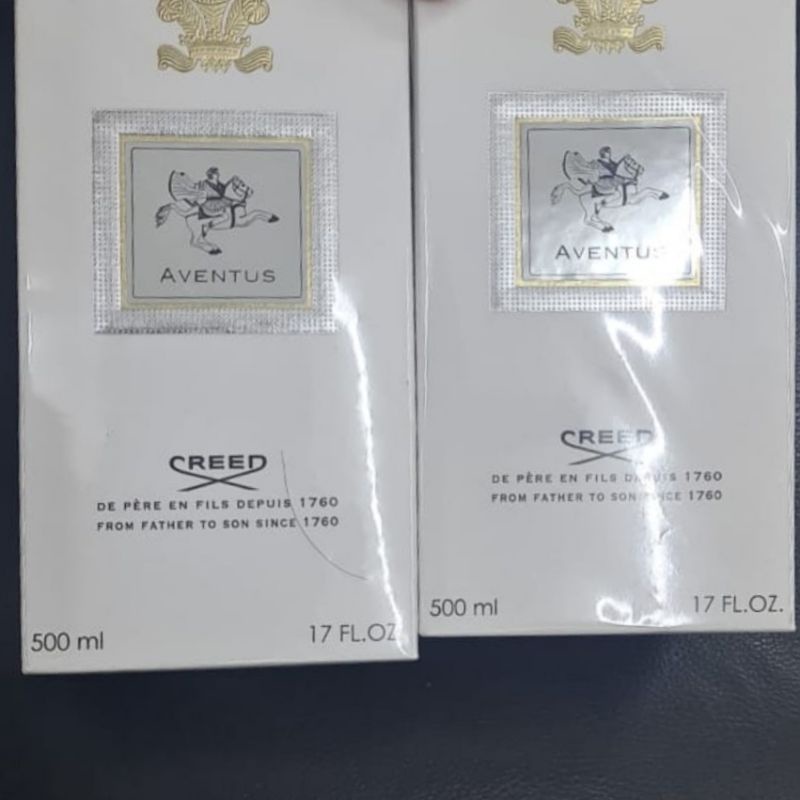 AVENTUS
CREED
DE PÈRE EN FILS DEPUIS 1760
FROM FATHER TO SON SINCE 1760
500 ml
17 FL.OZ.
AVENTUS
CREED
DE PÈRE EN FILS DEPUIS 1760
FROM FATHER TO SON SINCE 1760
500 ml
17 FL.OZ.